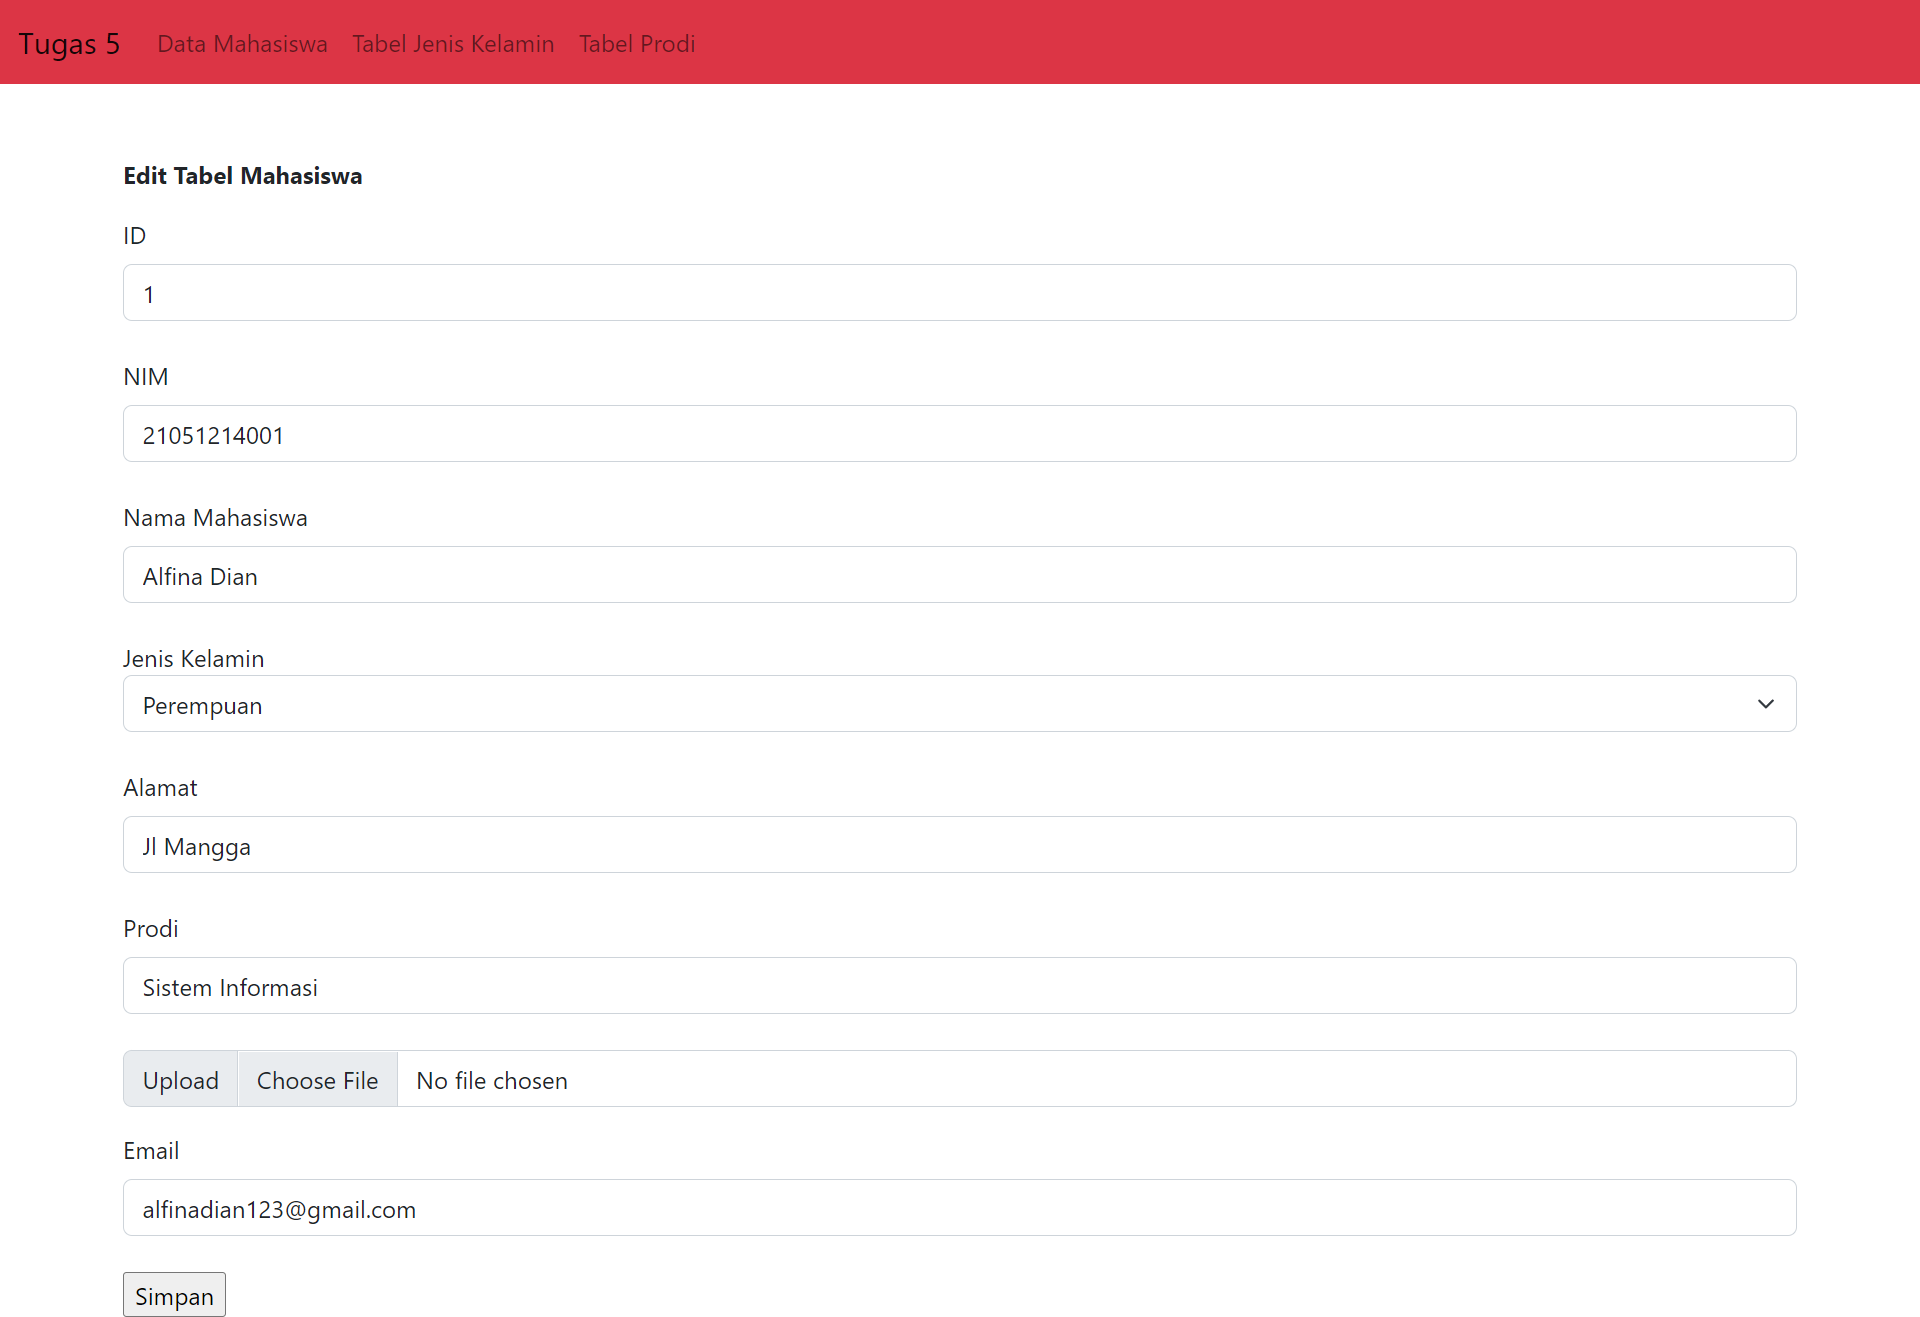 Tugas 5 Data Mahasiswa Tabel Jenis Kelamin Tabel Prodi
Edit Tabel Mahasiswa
ID
1
NIM
21051214001
Nama Mahasiswa
Alfina Dian
Jenis Kelamin
Perempuan
Alamat
Jl Mangga
Prodi
Sistem Informasi
Upload Choose File No file chosen
Email
alfinadian123@gmail.com
Simpan